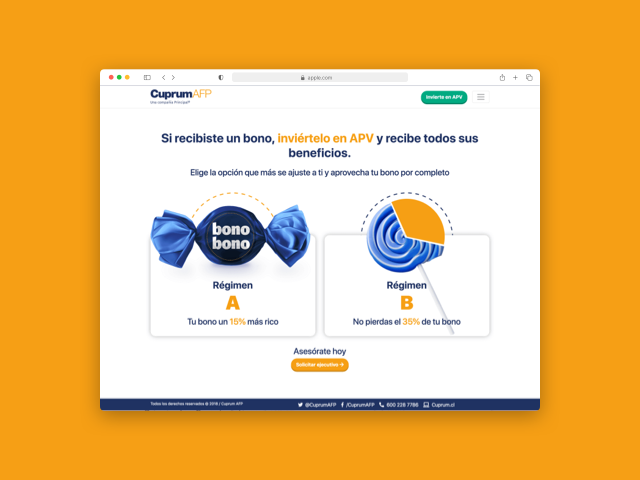 apple.com
CuprumAFP
Una compañía Principal®
Invierte en APV
Si recibiste un bono, inviértelo en APV y recibe todos sus
beneficios.
Elige la opción que más se ajuste a ti y aprovecha tu bono por completo
bono
bono
Régimen
A
Tu bono un 15% más rico
Régimen
B
No pierdas el 35% de tu bono
Asesórate hoy
Solicitar ejecutivo →
Todos los derechos reservados @ 2018 / Cuprum AFP
@CuprumAFP /CuprumAFP 600 228 7786 Cuprum.cl